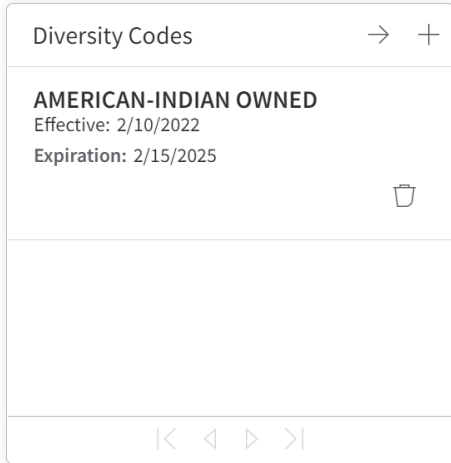 Diversity Codes
AMERICAN-INDIAN OWNED
Effective: 2/10/2022
Expiration: 2/15/2025